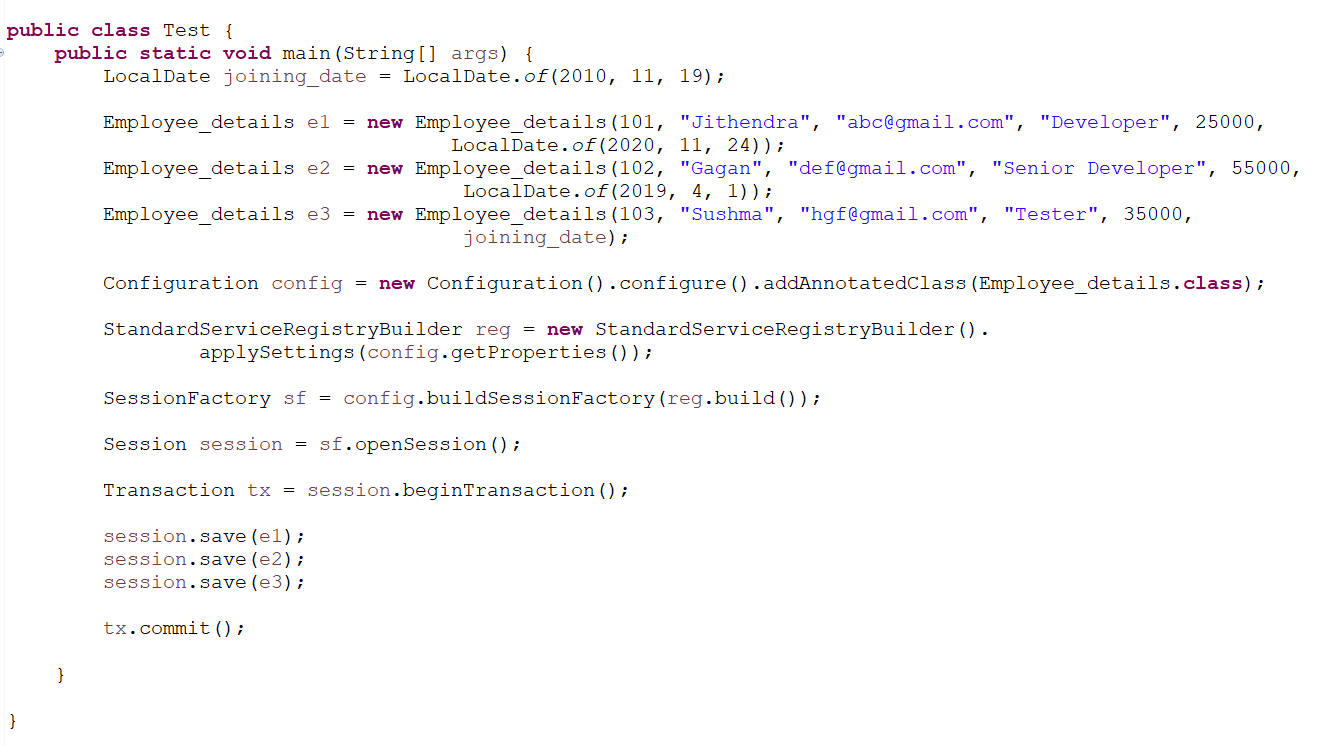 public class Test {
public static void main(String[] args) {
LocalDate joining_date = LocalDate.of(2010, 11, 19);
Employee_details e1 = new Employee_details(101, "Jithendra", "abc@gmail.com", "Developer", 25000,
LocalDate.of(2020, 11, 24));
Employee_details e2 = new Employee_details(102, "Gagan", "def@gmail.com", "Senior Developer", 55000,
LocalDate.of(2019, 4, 1));
Employee_details e3 = new Employee_details(103, "Sushma", "hgf@gmail.com", "Tester", 35000,
joining_date);
Configuration config = new Configuration().configure().addAnnotatedClass(Employee_details.class);
StandardServiceRegistryBuilder reg = new StandardServiceRegistryBuilder().
applySettings(config.getProperties());
SessionFactory sf = config.buildSessionFactory(reg.build());
Session session = sf.openSession();
Transaction tx = session.beginTransaction();
session.save(e1);
session.save(e2);
session.save(e3);
tx.commit();
}
}